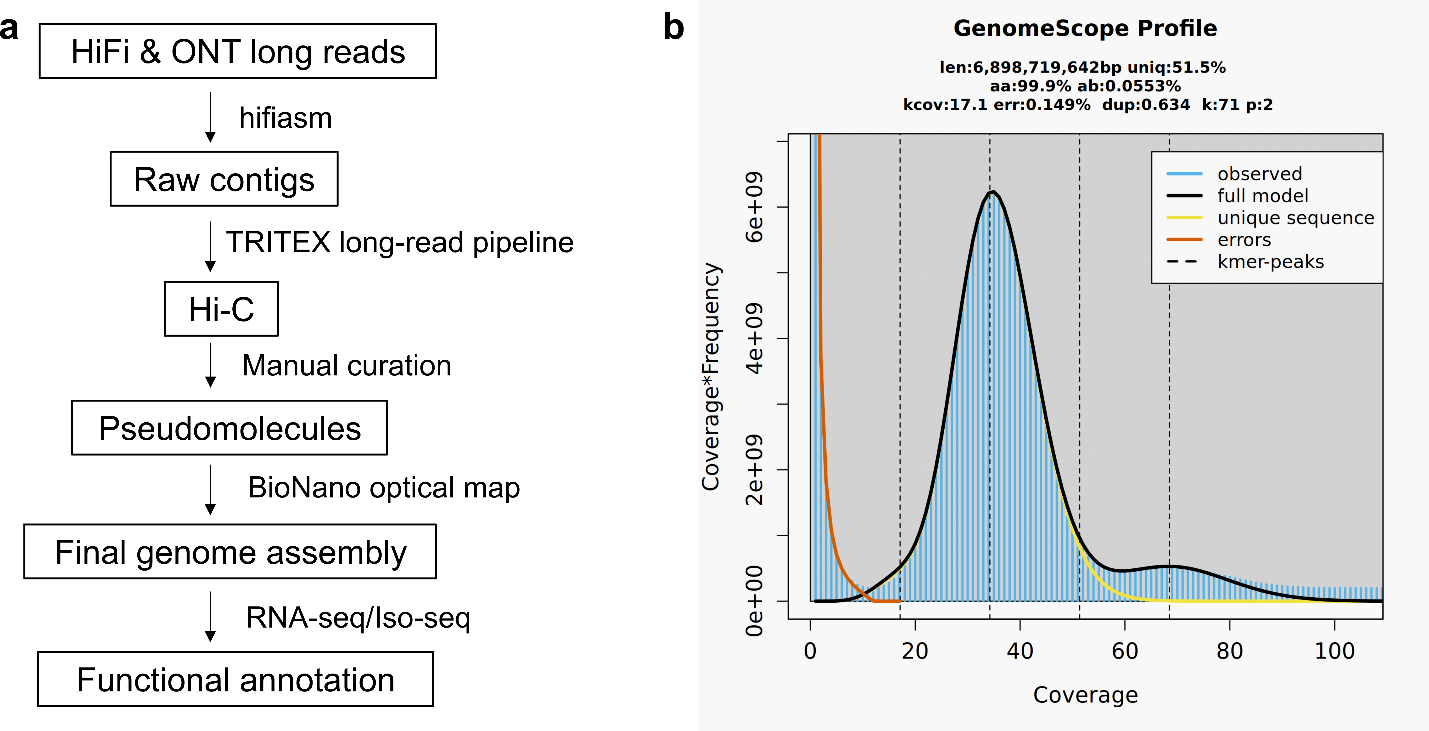 a
HiFi & ONT long reads
hifiasm
Raw contigs
TRITEX long-read pipeline
Hi-C
Manual curation
Pseudomolecules
BioNano optical map
Final genome assembly
RNA-seq/Iso-seq
Functional annotation
b
GenomeScope Profile
len:6,898,719,642bp uniq:51.5%
aa:99.9% ab:0.0553%
kcov:17.1 err:0.149% dup:0.634 k:71 p:2
observed
full model
unique sequence
errors
kmer-peaks
Coverage*Frequency
6e+09
4e+09
2e+09
0e+00
0 20 40 60 80 100
Coverage